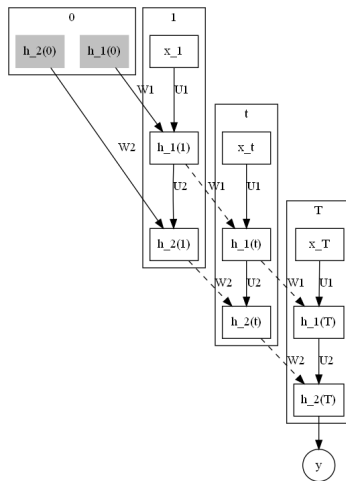 0
1
h_2(0)
h_1(0)
x_1
W1
U1
t
W2
h_1(1)
x_t
U2
W1
U1
T
h_2(1)
h_1(t)
x_T
W2
U2
W1
U1
h_2(t)
h_1(T)
W2
U2
h_2(T)
y